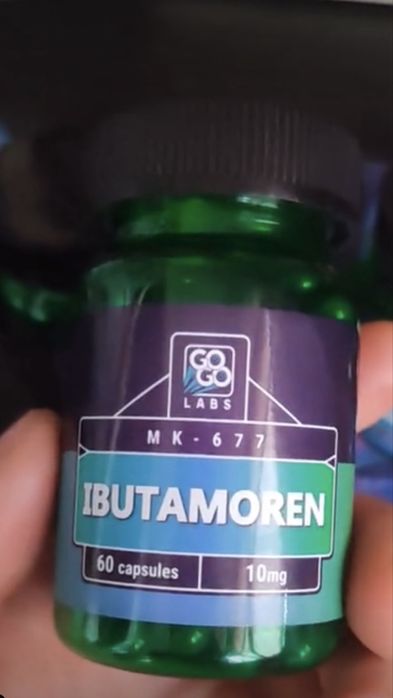 GO
GO
LABS
MK-677
IBUTAMOREN
60 capsules 10mg